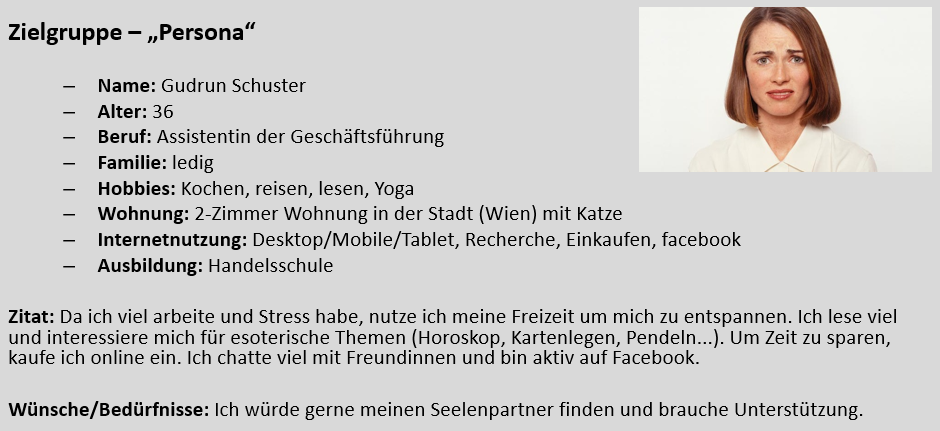 Zielgruppe – „Persona“
– Name: Gudrun Schuster
– Alter: 36
– Beruf: Assistentin der Geschäftsführung
– Familie: ledig
– Hobbies: Kochen, reisen, lesen, Yoga
– Wohnung: 2-Zimmer Wohnung in der Stadt (Wien) mit Katze
– Internetnutzung: Desktop/Mobile/Tablet, Recherche, Einkaufen, facebook
– Ausbildung: Handelsschule
Zitat: Da ich viel arbeite und Stress habe, nutze ich meine Freizeit um mich zu entspannen. Ich lese viel
und interessiere mich für esoterische Themen (Horoskop, Kartenlegen, Pendeln...). Um Zeit zu sparen,
kaufe ich online ein. Ich chatte viel mit Freundinnen und bin aktiv auf Facebook.
Wünsche/Bedürfnisse: Ich würde gerne meinen Seelenpartner finden und brauche Unterstützung.